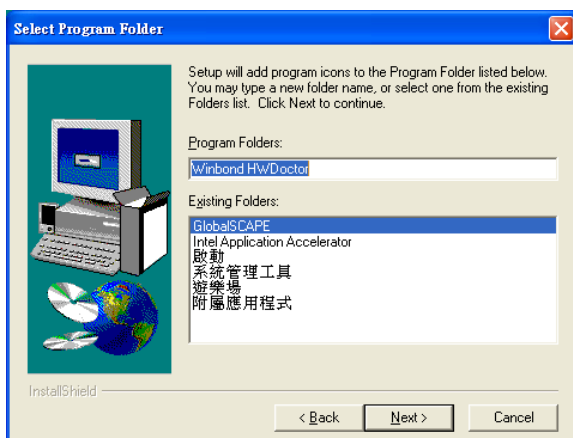 Select Program Folder
Setup will add program icons to the Program Folder listed below.
You may type a new folder name, or select one from the existing
Folders list. Click Next to continue.
Program Folders:
Winbond HWDoctor
Existing Folders:
GlobalSCAPE
Intel Application Accelerator
啟動
系統管理工具
遊樂場
附屬應用程式
InstallShield
< Back
Next >
Cancel